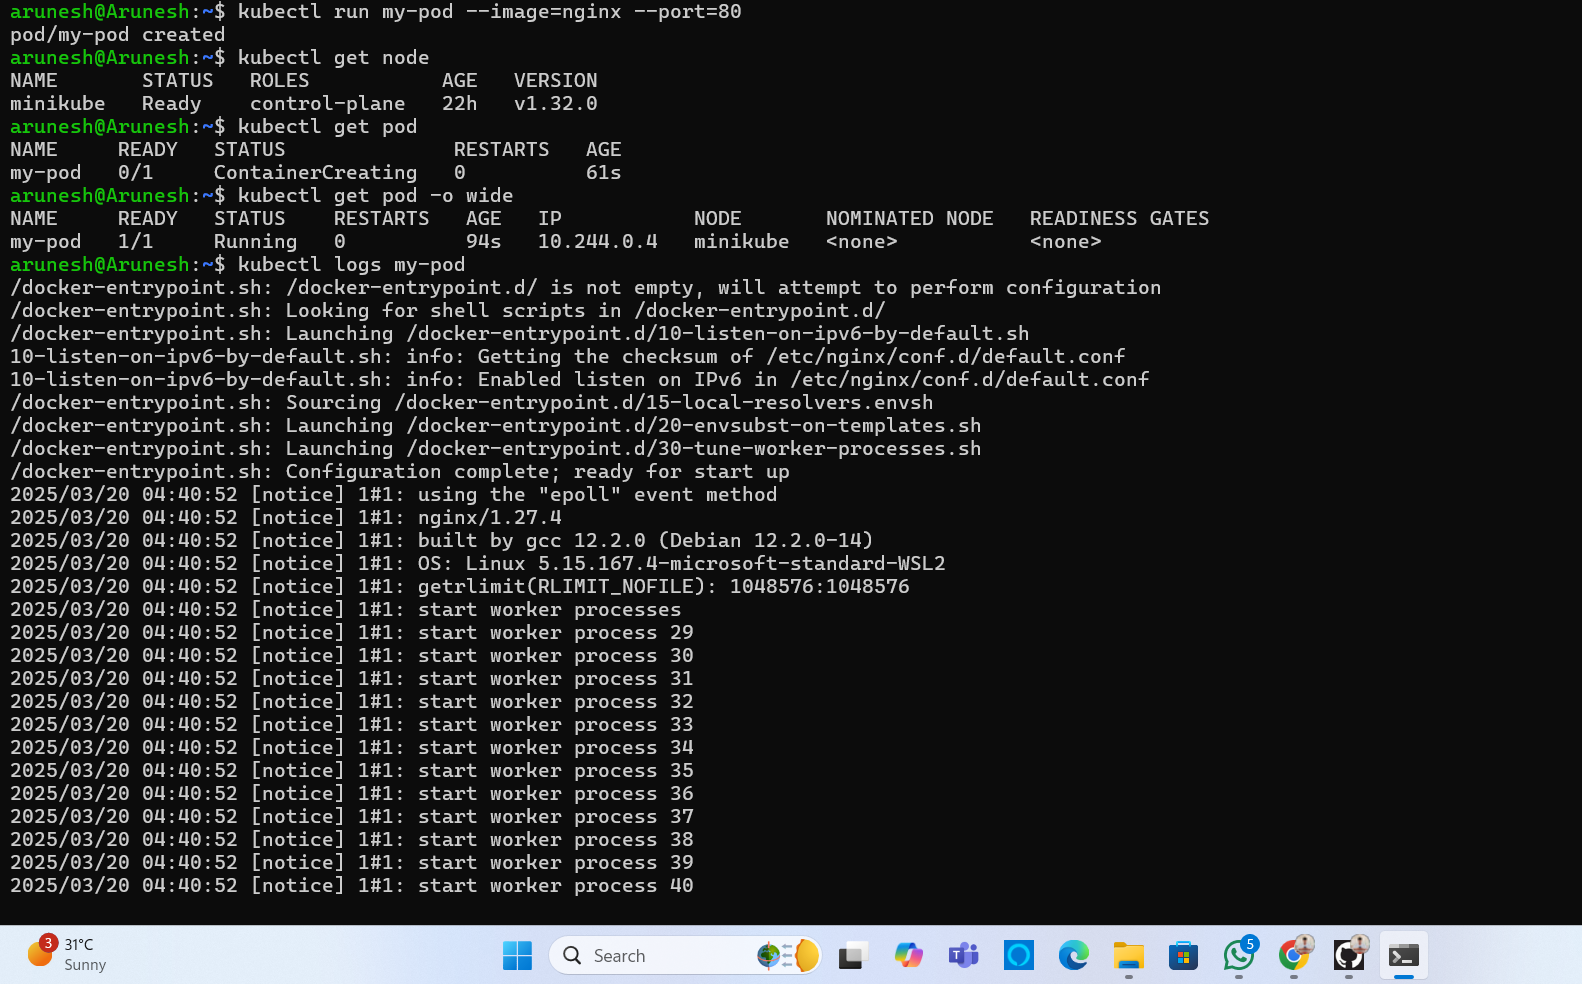 arunesh@Arunesh:~$ kubectl run my-pod --image=nginx --port=80
pod/my-pod created
arunesh@Arunesh:~$ kubectl get node
NAME       STATUS   ROLES           AGE   VERSION
minikube   Ready    control-plane   22h   v1.32.0
arunesh@Arunesh:~$ kubectl get pod
NAME     READY   STATUS              RESTARTS   AGE
my-pod   0/1     ContainerCreating   0          61s
arunesh@Arunesh:~$ kubectl get pod -o wide
NAME     READY   STATUS    RESTARTS   AGE   IP           NODE       NOMINATED NODE   READINESS GATES
my-pod   1/1     Running   0          94s   10.244.0.4   minikube   <none>           <none>
arunesh@Arunesh:~$ kubectl logs my-pod
/docker-entrypoint.sh: /docker-entrypoint.d/ is not empty, will attempt to perform configuration
/docker-entrypoint.sh: Looking for shell scripts in /docker-entrypoint.d/
/docker-entrypoint.sh: Launching /docker-entrypoint.d/10-listen-on-ipv6-by-default.sh
10-listen-on-ipv6-by-default.sh: info: Getting the checksum of /etc/nginx/conf.d/default.conf
10-listen-on-ipv6-by-default.sh: info: Enabled listen on IPv6 in /etc/nginx/conf.d/default.conf
/docker-entrypoint.sh: Sourcing /docker-entrypoint.d/15-local-resolvers.envsh
/docker-entrypoint.sh: Launching /docker-entrypoint.d/20-envsubst-on-templates.sh
/docker-entrypoint.sh: Launching /docker-entrypoint.d/30-tune-worker-processes.sh
/docker-entrypoint.sh: Configuration complete; ready for start up
2025/03/20 04:40:52 [notice] 1#1: using the "epoll" event method
2025/03/20 04:40:52 [notice] 1#1: nginx/1.27.4
2025/03/20 04:40:52 [notice] 1#1: built by gcc 12.2.0 (Debian 12.2.0-14)
2025/03/20 04:40:52 [notice] 1#1: OS: Linux 5.15.167.4-microsoft-standard-WSL2
2025/03/20 04:40:52 [notice] 1#1: getrlimit(RLIMIT_NOFILE): 1048576:1048576
2025/03/20 04:40:52 [notice] 1#1: start worker processes
2025/03/20 04:40:52 [notice] 1#1: start worker process 29
2025/03/20 04:40:52 [notice] 1#1: start worker process 30
2025/03/20 04:40:52 [notice] 1#1: start worker process 31
2025/03/20 04:40:52 [notice] 1#1: start worker process 32
2025/03/20 04:40:52 [notice] 1#1: start worker process 33
2025/03/20 04:40:52 [notice] 1#1: start worker process 34
2025/03/20 04:40:52 [notice] 1#1: start worker process 35
2025/03/20 04:40:52 [notice] 1#1: start worker process 36
2025/03/20 04:40:52 [notice] 1#1: start worker process 37
2025/03/20 04:40:52 [notice] 1#1: start worker process 38
2025/03/20 04:40:52 [notice] 1#1: start worker process 39
2025/03/20 04:40:52 [notice] 1#1: start worker process 40
3
31°C
Sunny
Search
T
5